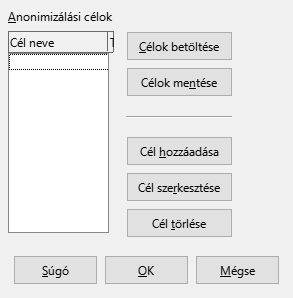 Anonimizálási célok
Cél neve
Célok betöltése
Célok mentése
Cél hozzáadása
Cél szerkesztése
Cél törlése
Súgó OK Mégse